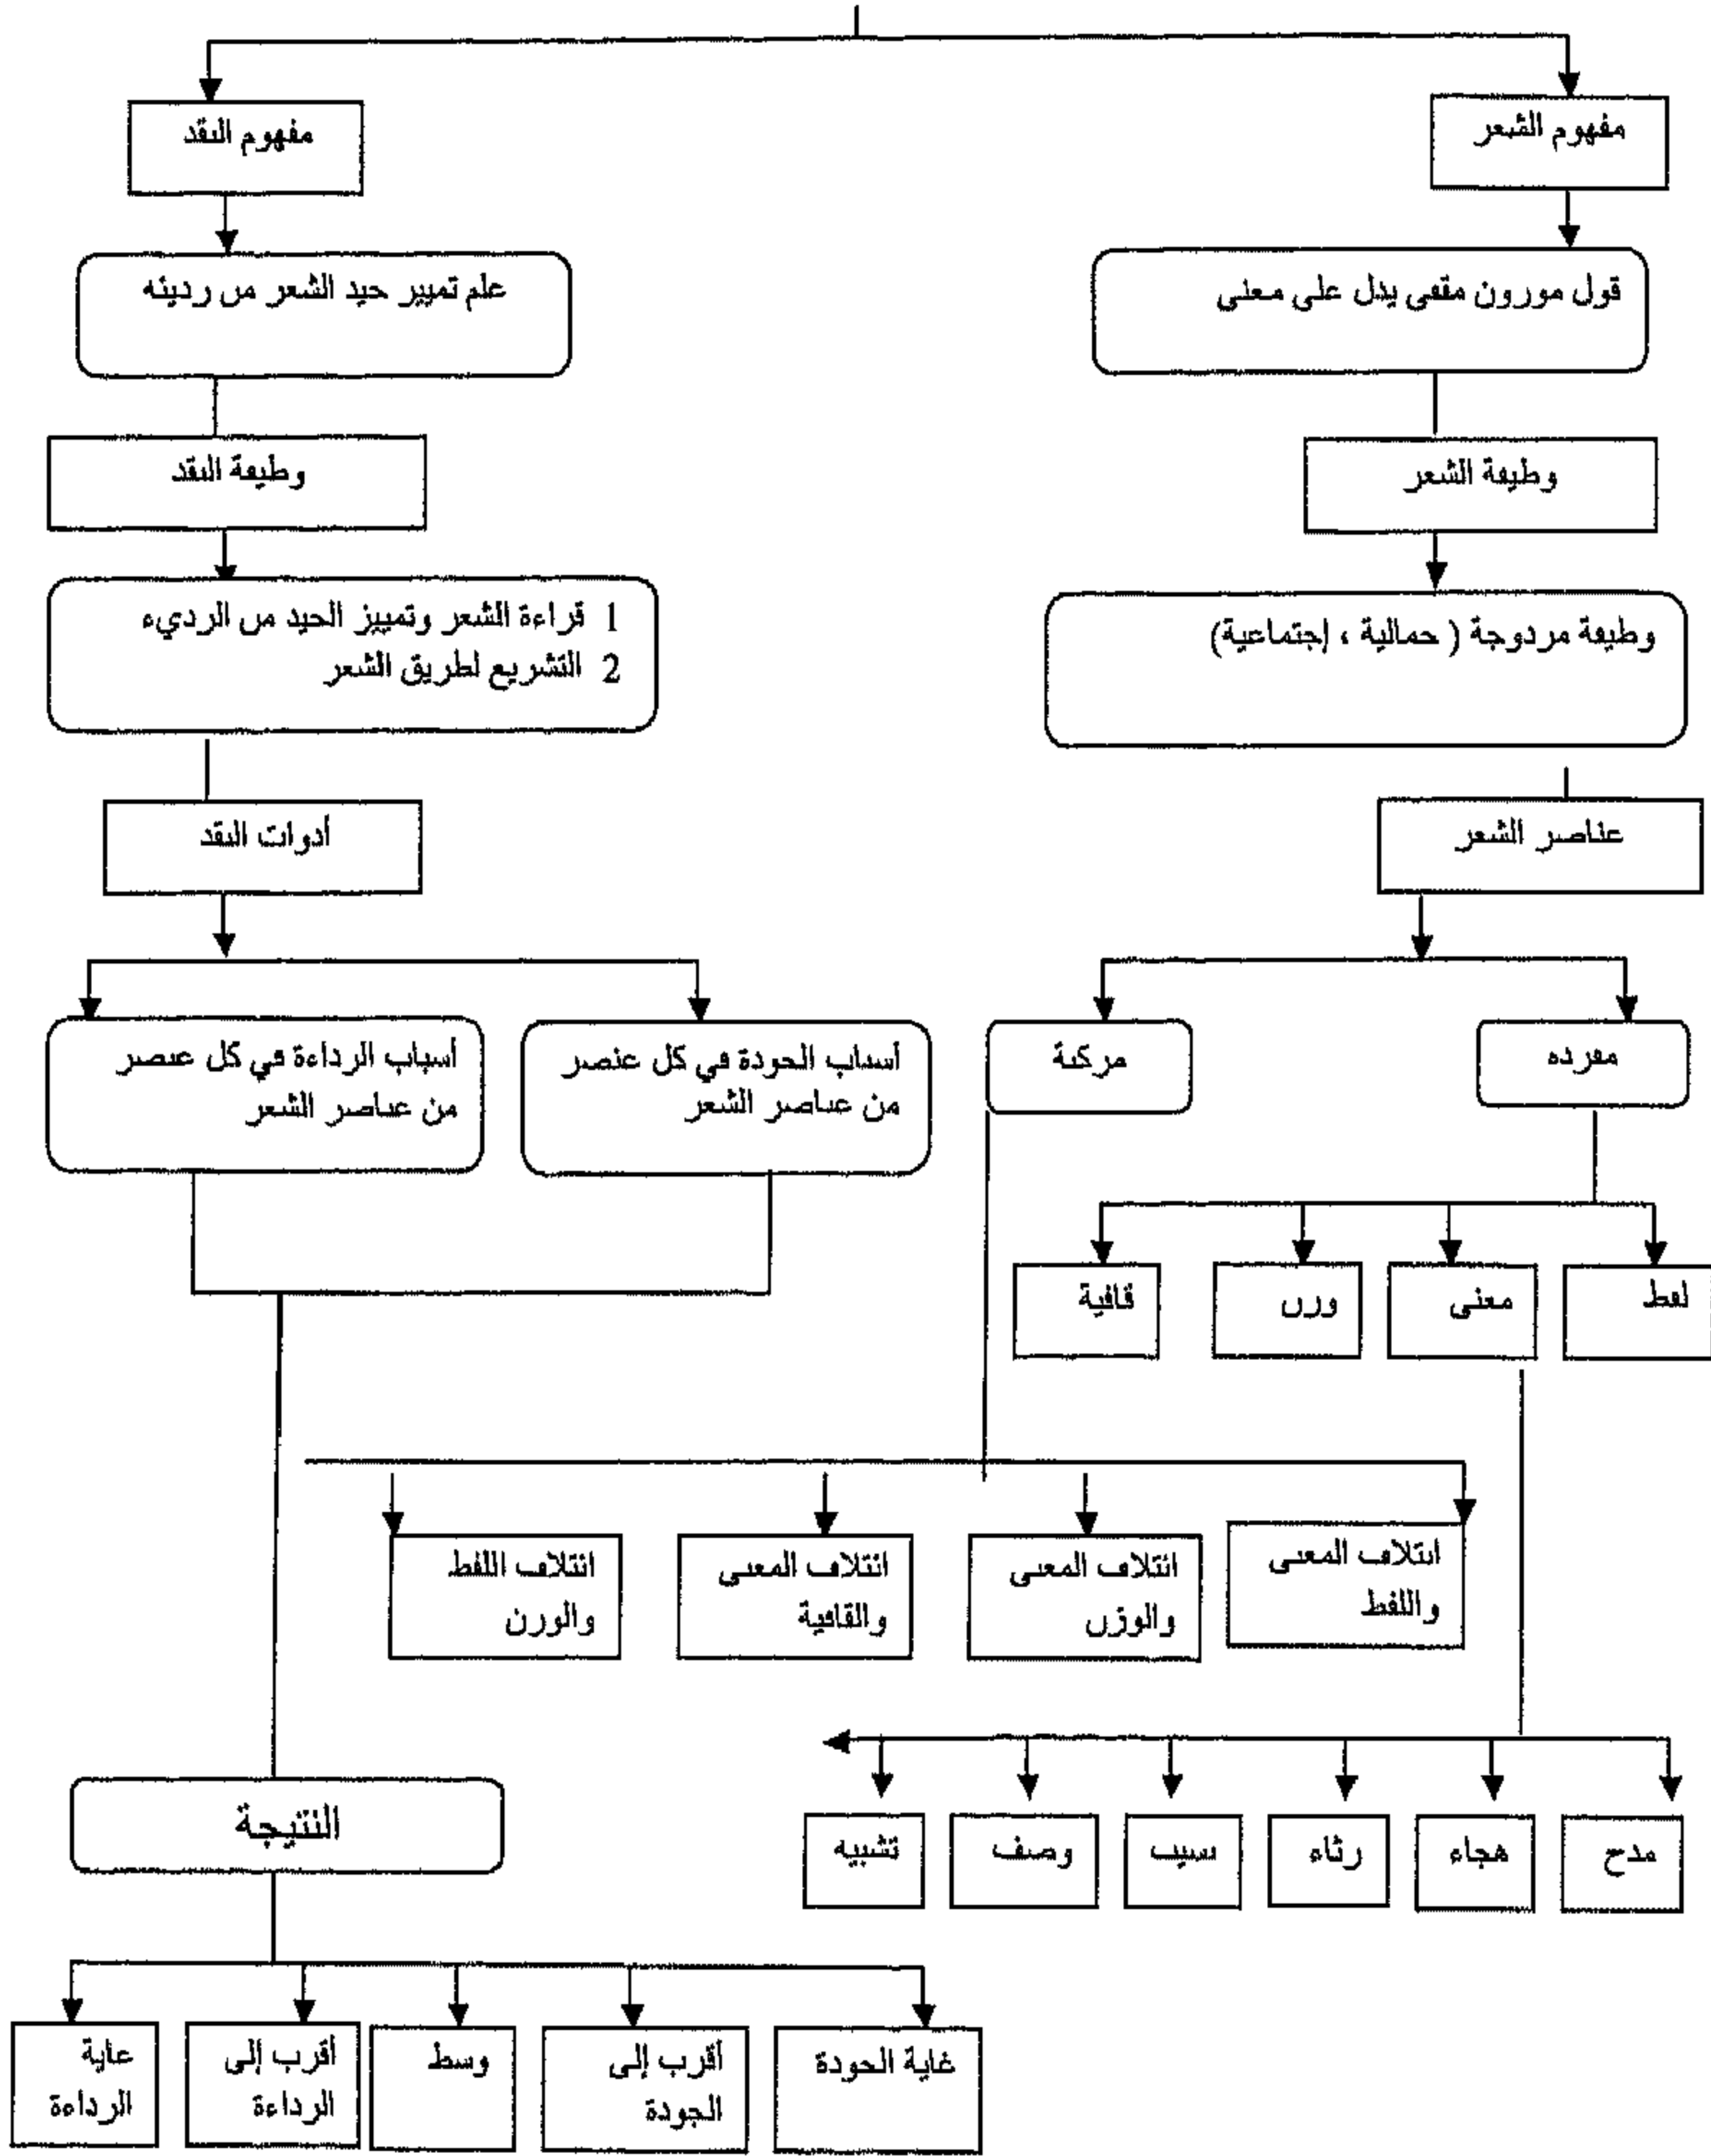 مفهوم الشعر
مفهوم النقد
قول موزون مقفى يدل على معنى
علم تمييز جيد الشعر من رديئه
وظيفة الشعر
وظيفة النقد
وظيفة مزدوجة ( جمالية ، إجتماعية)
1 قراءة الشعر وتمييز الجيد من الرديء
2 التشريع لطريق الشعر
عناصر الشعر
أدوات النقد
مفرده
مركبة
أسباب الجودة في كل عنصر
من عناصر الشعر
أسباب الرداءة في كل عنصر
من عناصر الشعر
لفظ
معنى
وزن
قافية
ائتلاف المعنى
واللفظ
ائتلاف المعنى
والوزن
ائتلاف المعنى
والقافية
ائتلاف اللفظ
والوزن
مدح
هجاء
رثاء
نسيب
وصف
تشبيه
النتيجة
غاية الجودة
أقرب إلى
الجودة
وسط
أقرب إلى
الرداءة
غاية
الرداءة